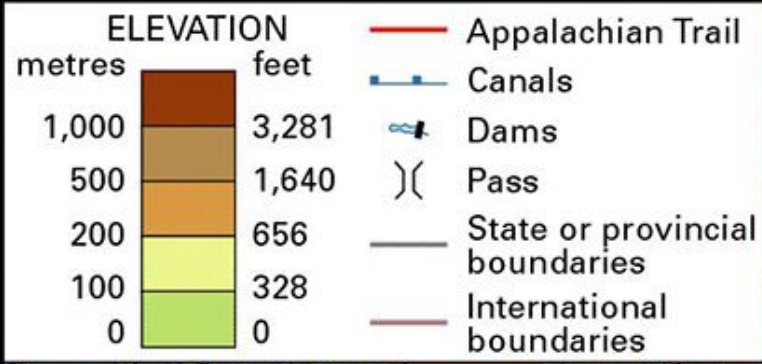 ELEVATION
metres feet
1,000 3,281
500 1,640
200 656
100 328
0 0
Appalachian Trail
Canals
Dams
Pass
State or provincial
boundaries
International
boundaries